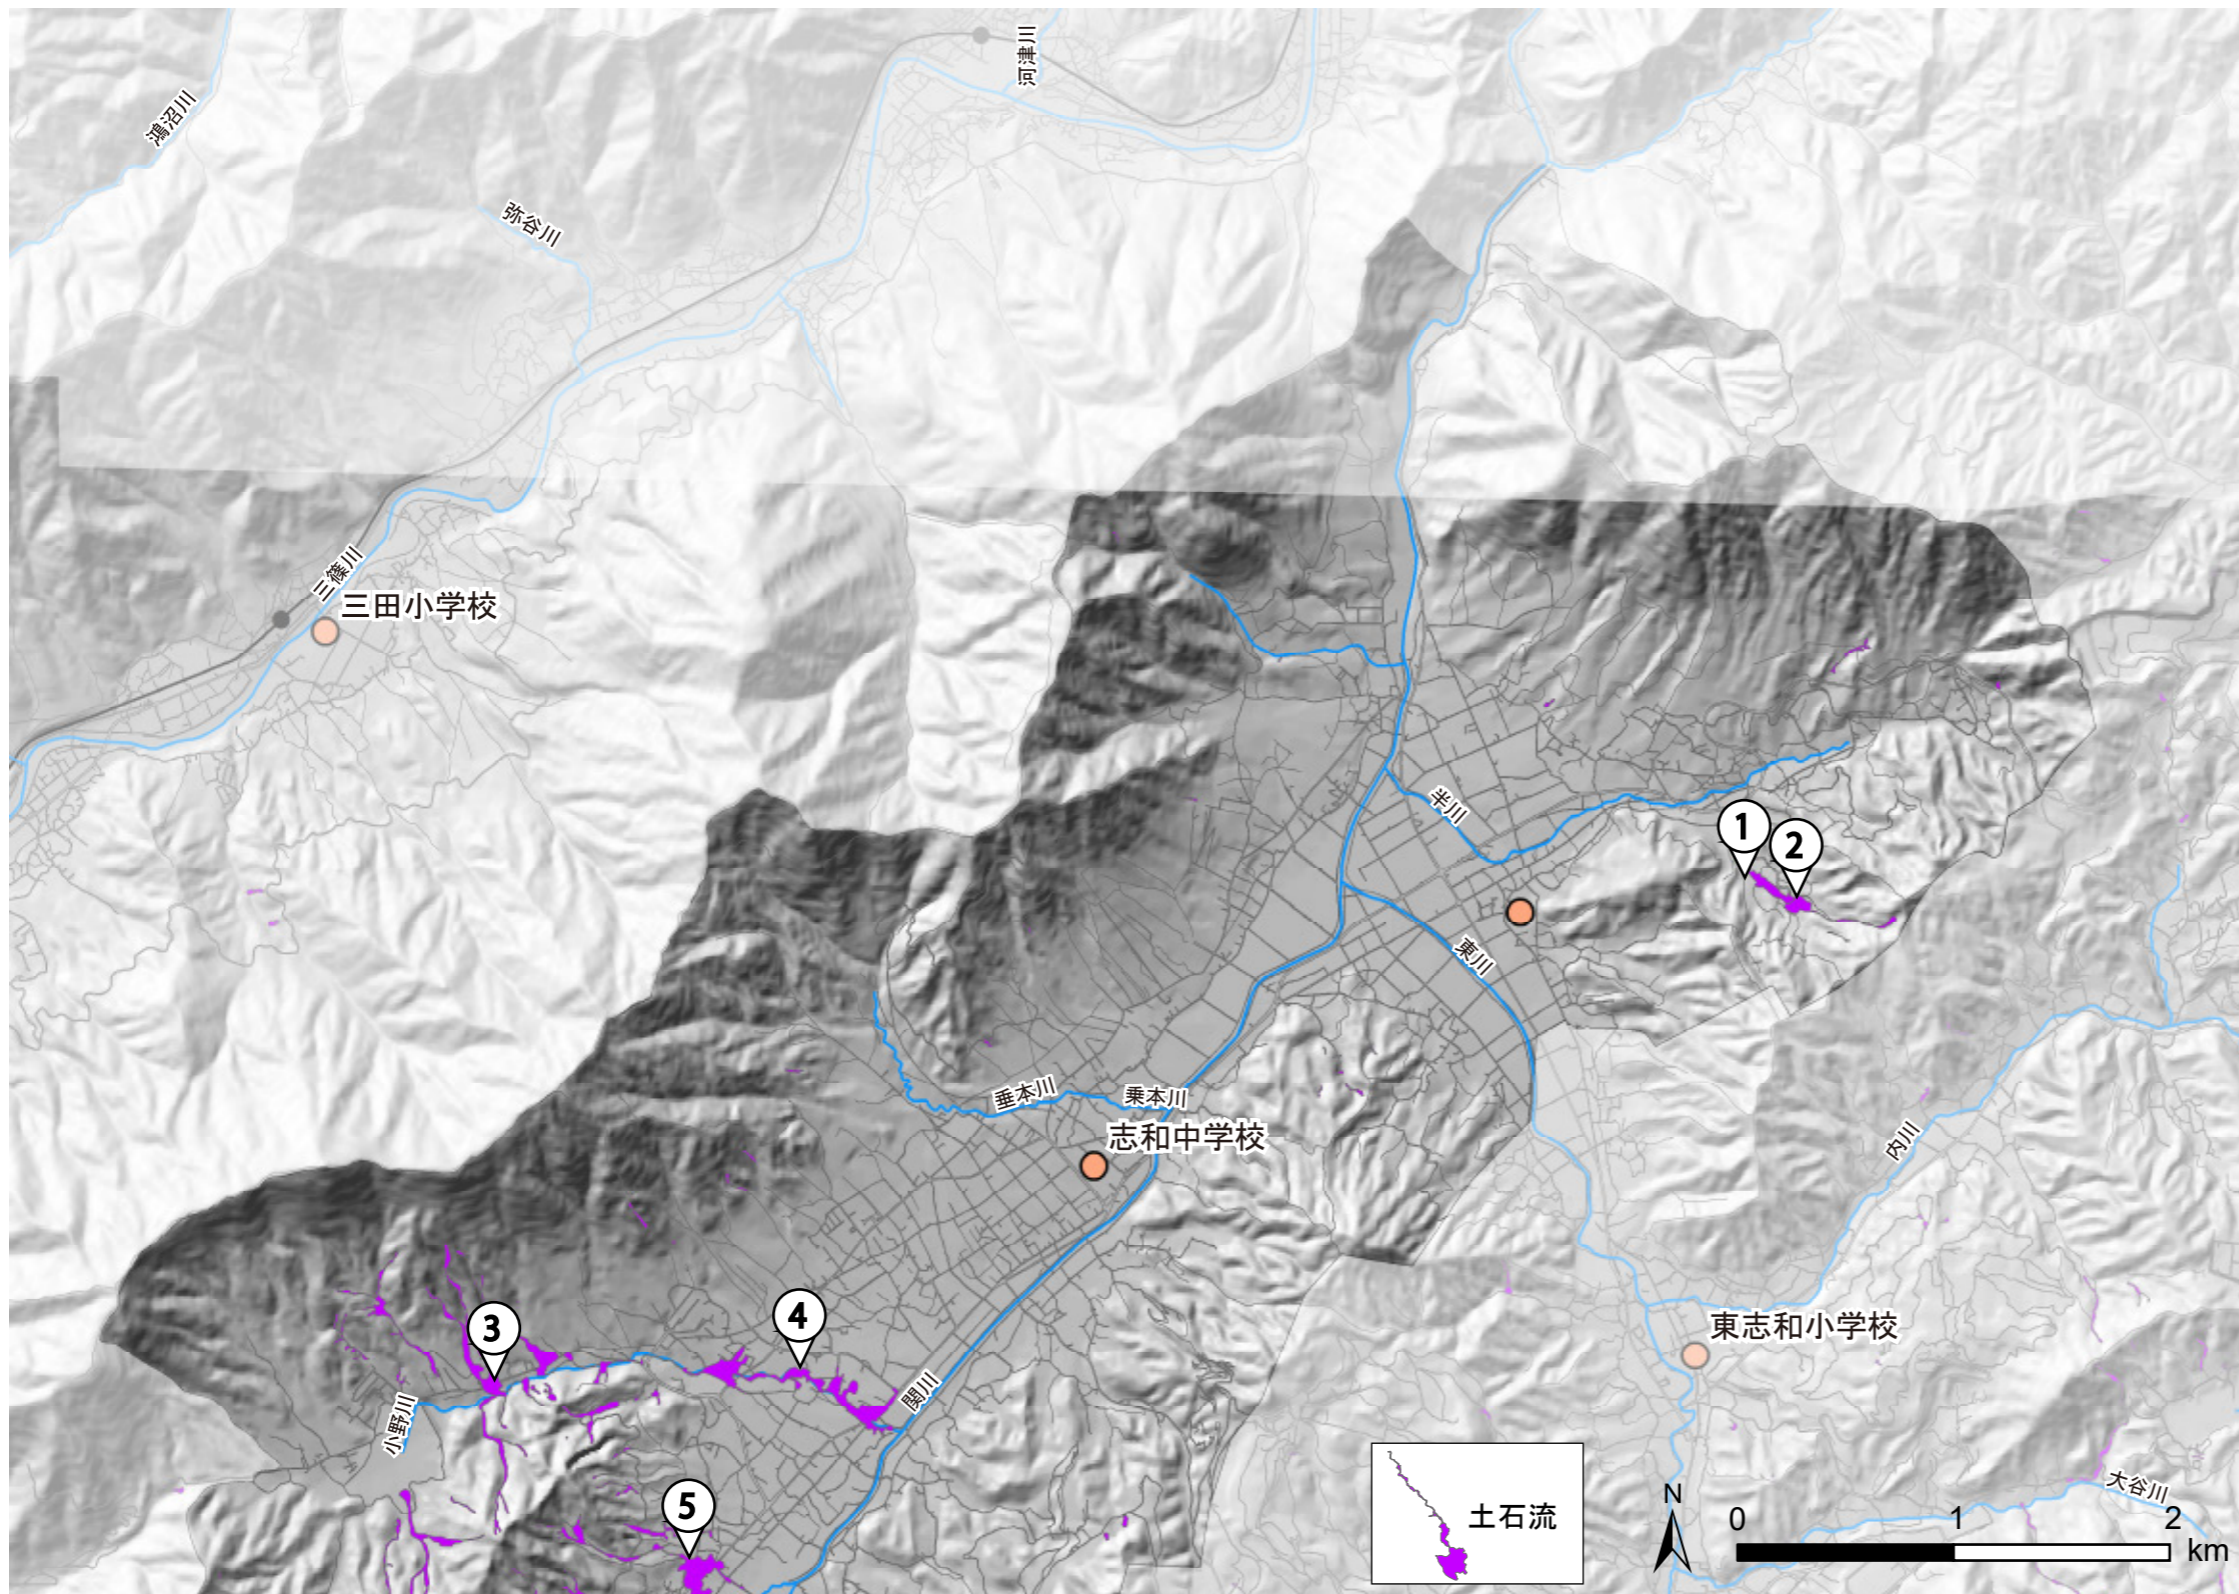 河津川
鴻沼川
弥谷川
三篠川
三田小学校
半川
1
2
東川
垂本川
乗本川
志和中学校
内川
3
4
東志和小学校
関川
小野川
5
土石流
N
0
1
2
km
大谷川